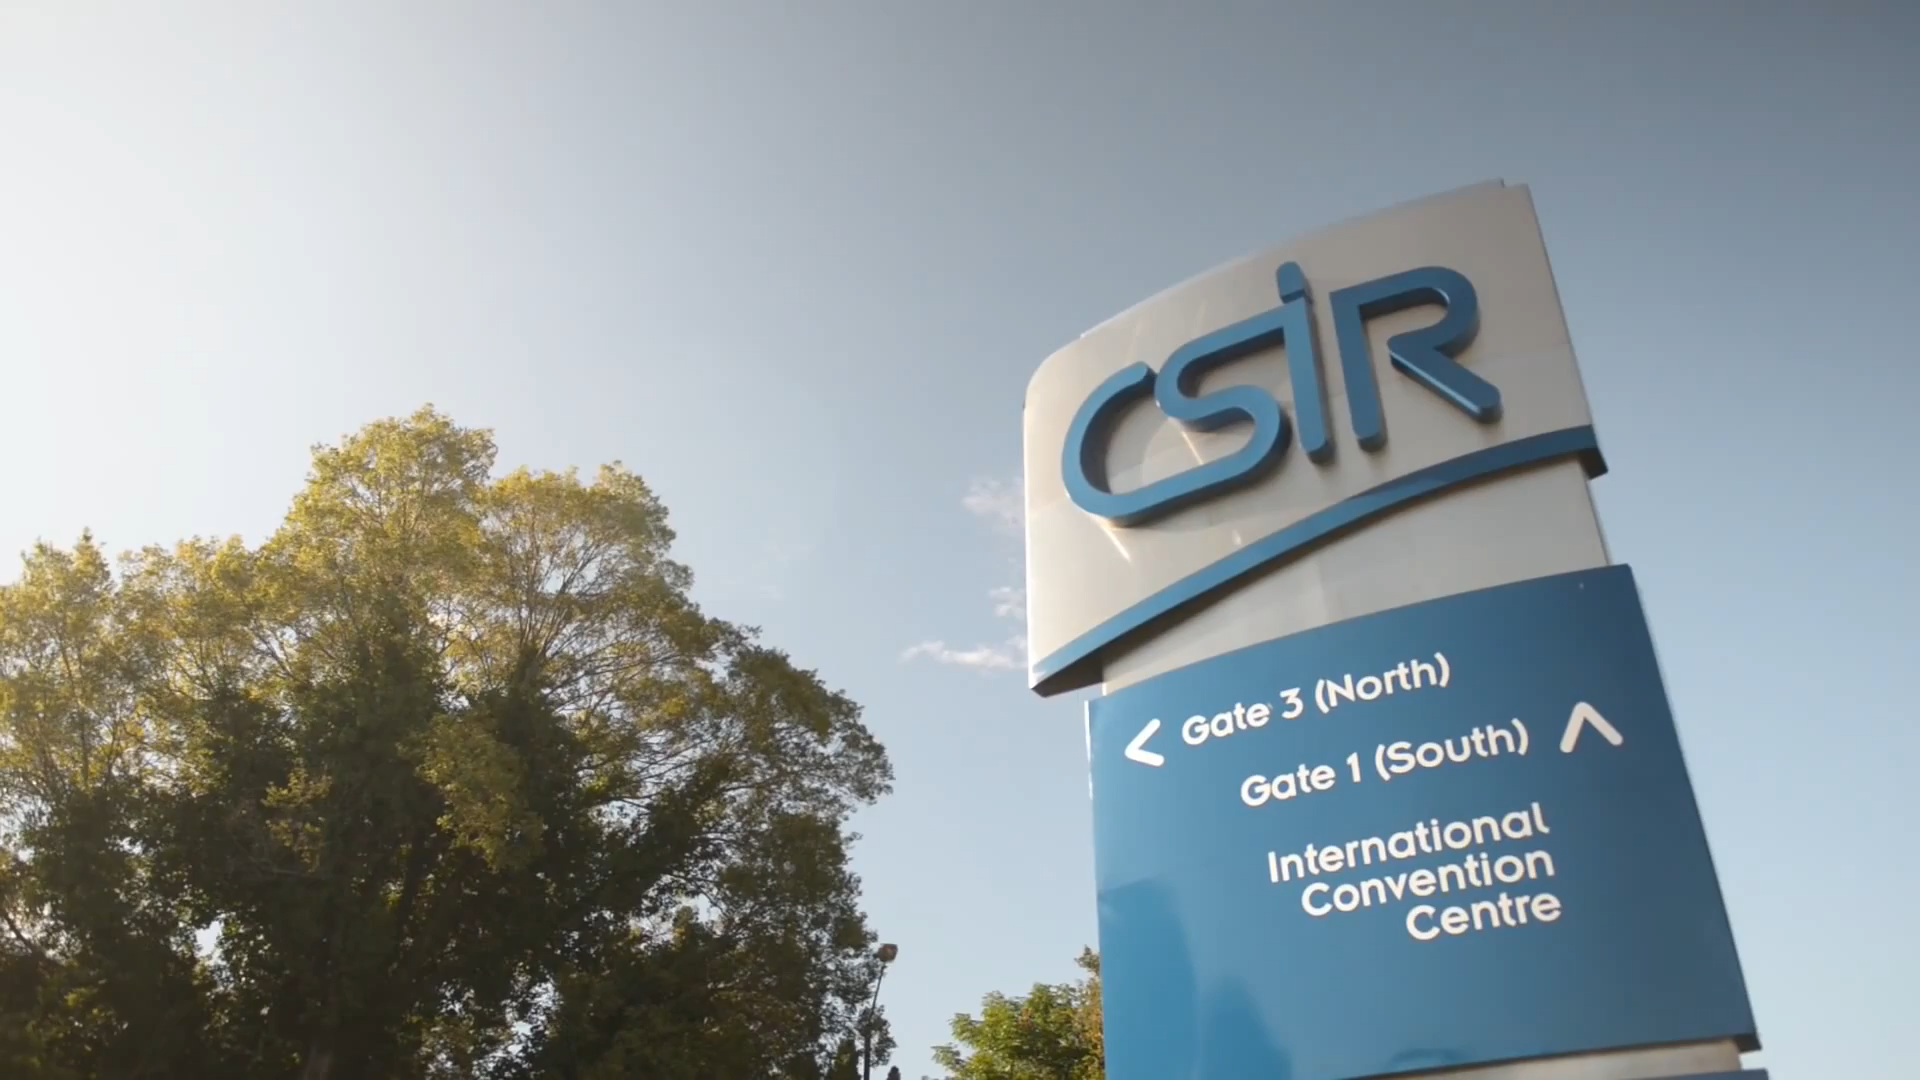 CSIR
< Gate 3 (North)
Gate 1 (South)
International
Convention
Centre